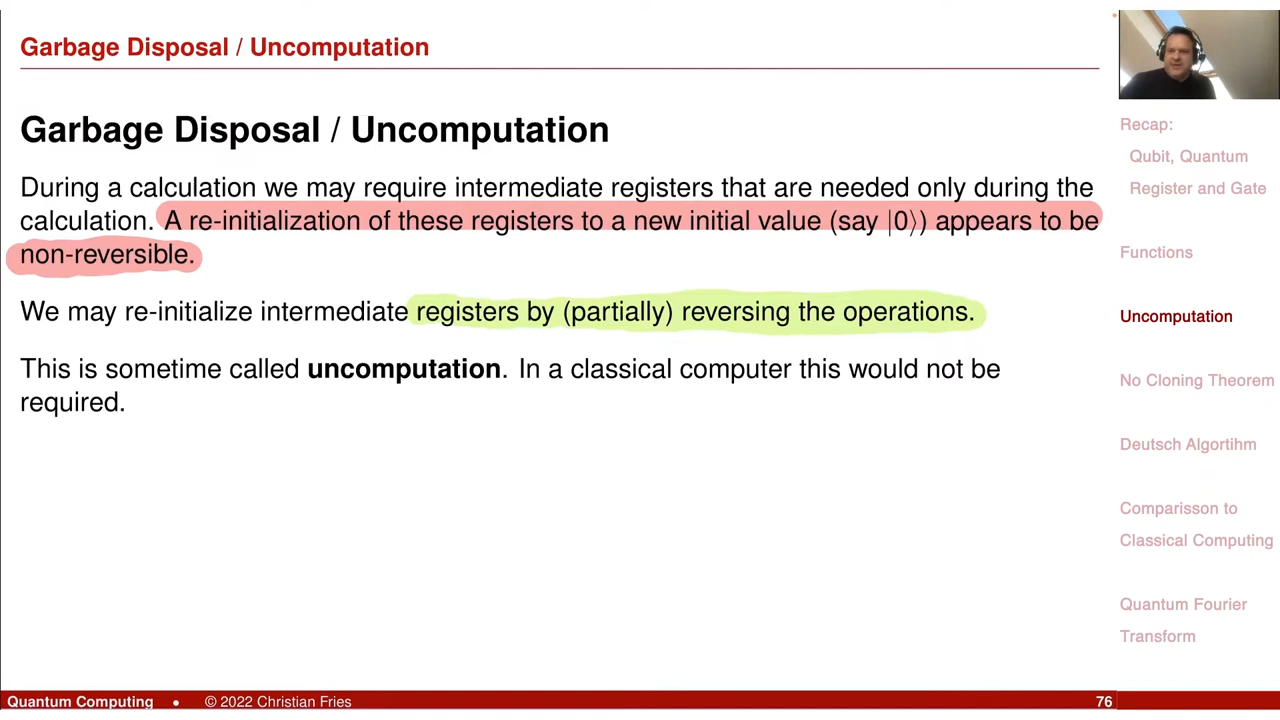 Garbage Disposal / Uncomputation
Garbage Disposal / Uncomputation
During a calculation we may require intermediate registers that are needed only during the
calculation. A re-initialization of these registers to a new initial value (say |0⟩) appears to be
non-reversible.
We may re-initialize intermediate registers by (partially) reversing the operations.
This is sometime called uncomputation. In a classical computer this would not be
required.
Recap:
Qubit, Quantum
Register and Gate
Functions
Uncomputation
No Cloning Theorem
Deutsch Algortihm
Comparisson to
Classical Computing
Quantum Fourier
Transform
Quantum Computing • © 2022 Christian Fries 76